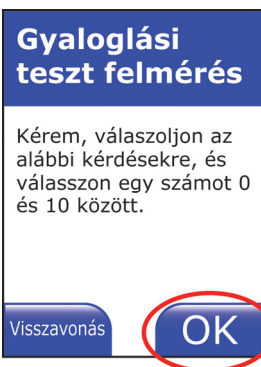 Gyaloglási
teszt felmérés
Kérem, válaszoljon az
alábbi kérdésekre, és
válasszon egy számot 0
és 10 között.
Visszavonás
OK